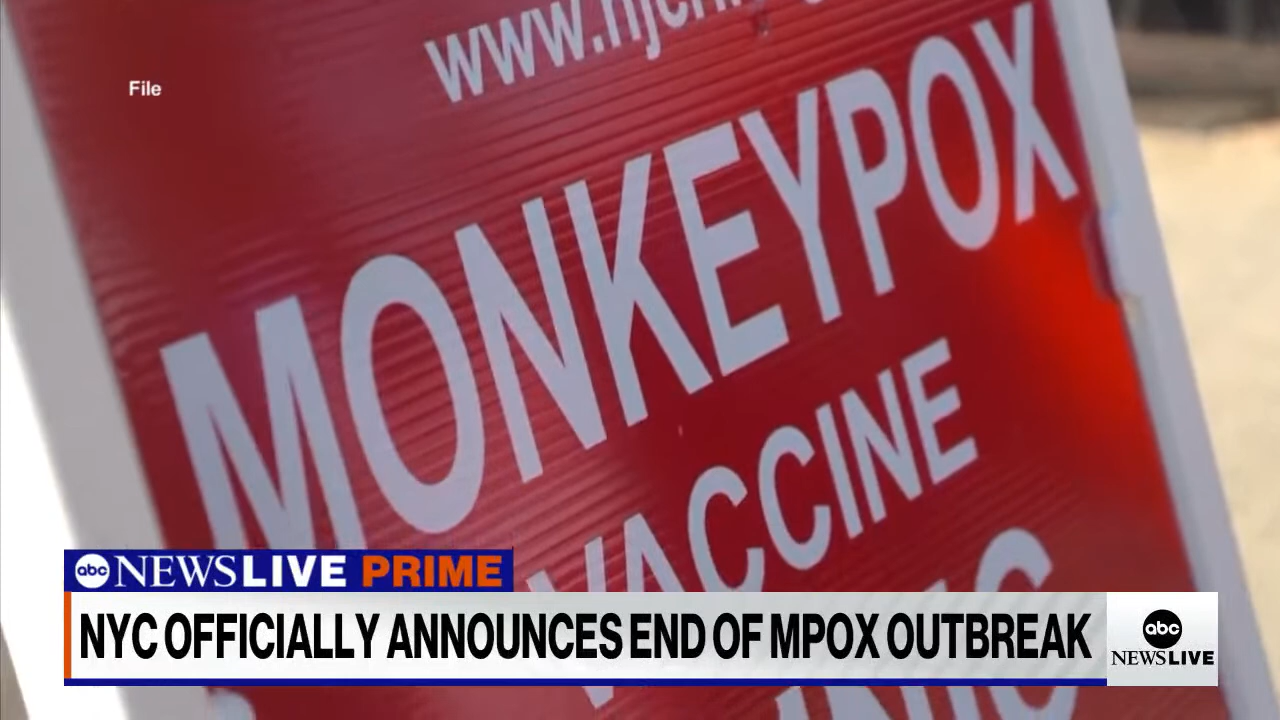 File
MONKEYPOX
VACCINE
abc NEWS LIVE PRIME
NYC OFFICIALLY ANNOUNCES END OF MPOX OUTBREAK
abc
NEWS LIVE